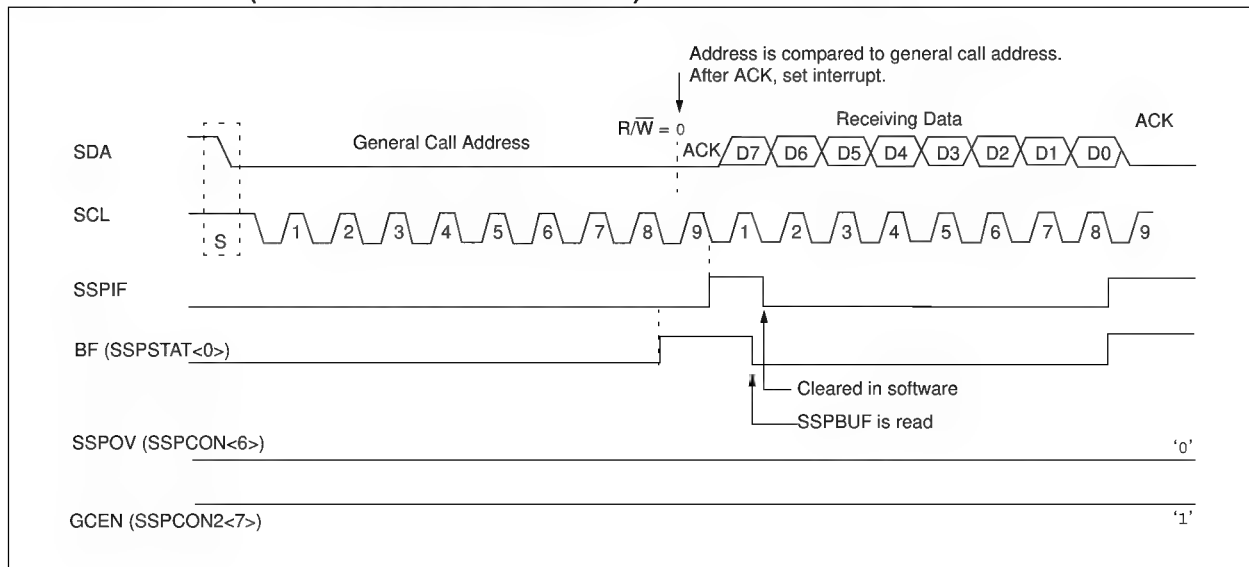 Address is compared to general call address.
After ACK, set interrupt.
R/W = 0
Receiving Data
ACK
SDA
General Call Address
ACK
D7 D6 D5 D4 D3 D2 D1 D0
SCL
S
1 2 3 4 5 6 7 8 9 1 2 3 4 5 6 7 8 9
SSPIF
BF (SSPSTAT<0>)
Cleared in software
SSPBUF is read
SSPOV (SSPCON<6>)
‘0’
GCEN (SSPCON2<7>)
‘1’